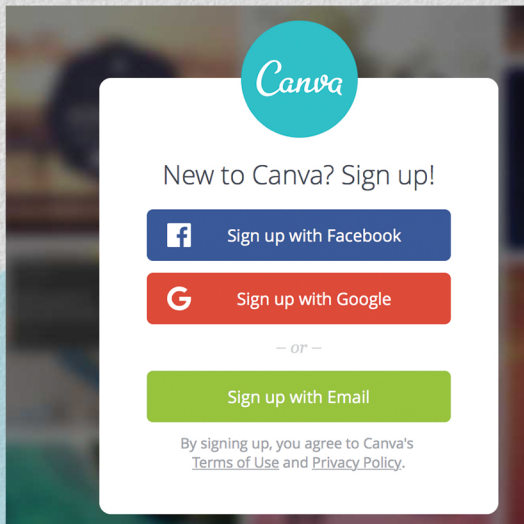 Canva
New to Canva? Sign up!
Sign up with Facebook
Sign up with Google
– or –
Sign up with Email
By signing up, you agree to Canva's
Terms of Use and Privacy Policy.